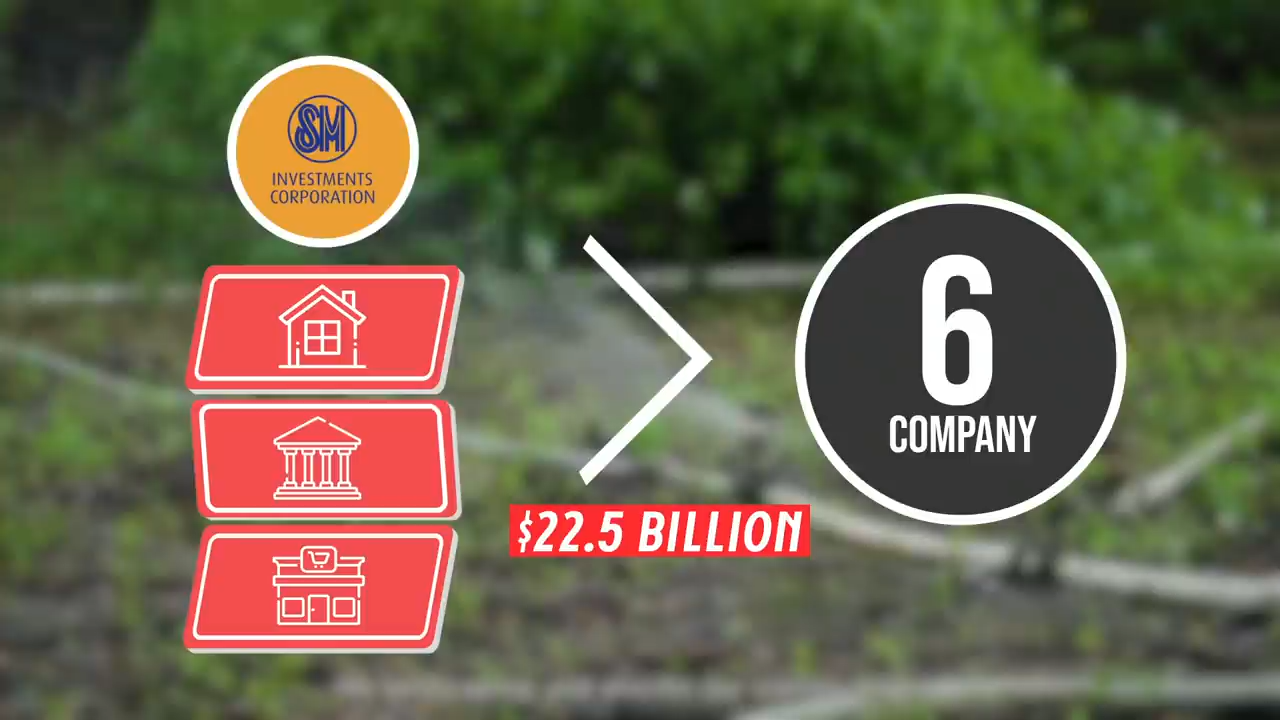 SM
INVESTMENTS
CORPORATION
6
COMPANY
$22.5 BILLION